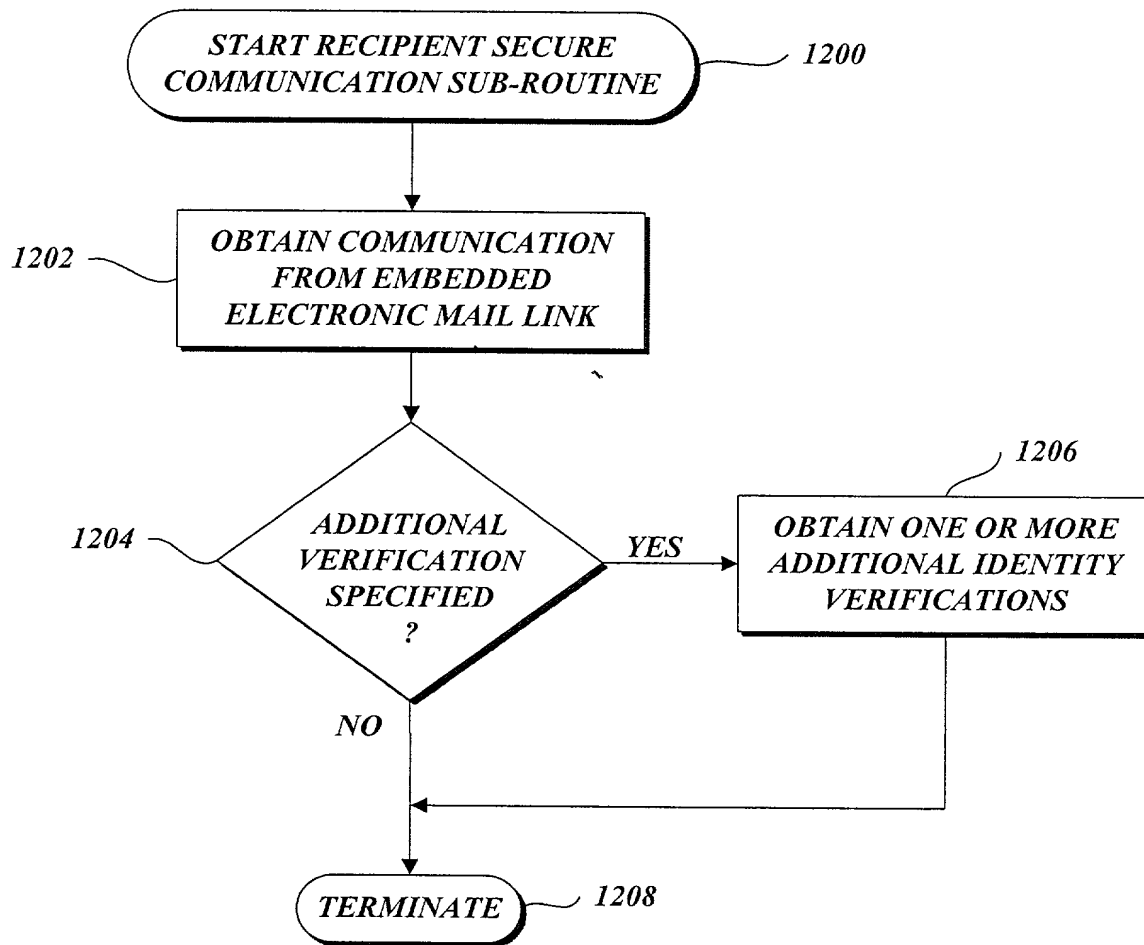 START RECIPIENT SECURE
COMMUNICATION SUB-ROUTINE
1200
OBTAIN COMMUNICATION
FROM EMBEDDED
ELECTRONIC MAIL LINK
1202
ADDITIONAL
VERIFICATION
SPECIFIED
?
1204
YES
1206
OBTAIN ONE OR MORE
ADDITIONAL IDENTITY
VERIFICATIONS
NO
TERMINATE
1208